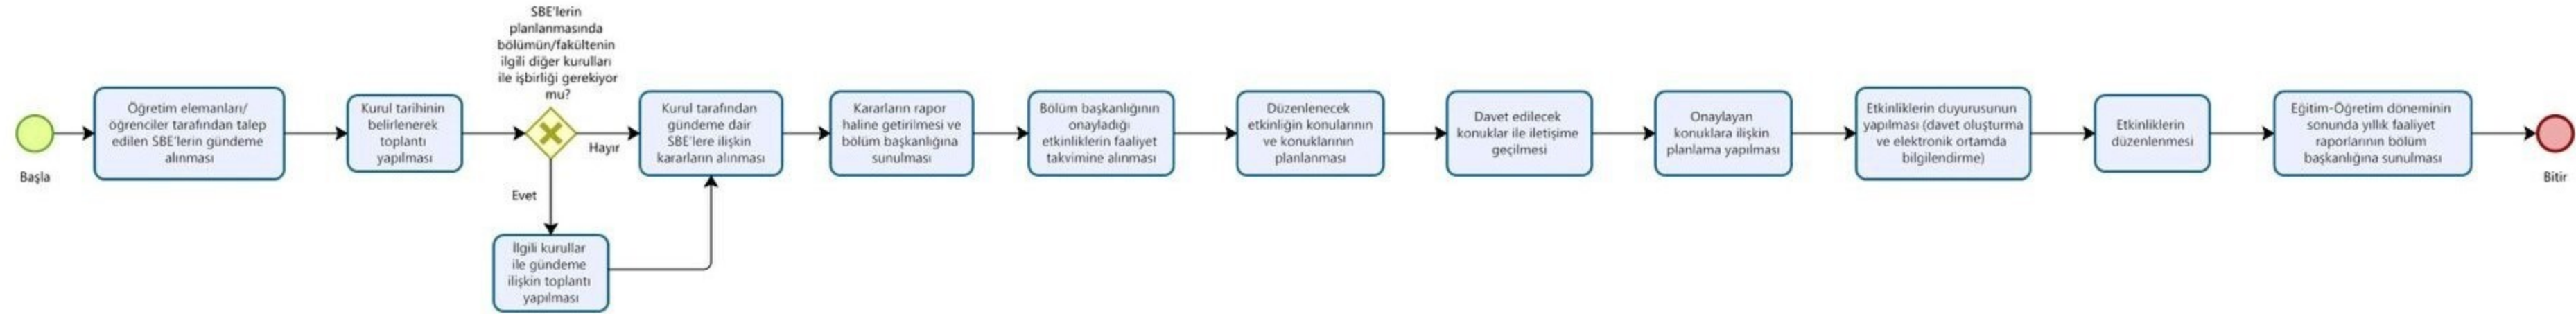 Başla
Öğretim elemanları/
öğrenciler tarafından talep
edilen SBE'lerin gündeme
alınması
Kurul tarihinin
belirlenerek
toplantı
yapılması
SBE'lerin
planlanmasında
bölümün/fakültenin
ilgili diğer kurulları
ile işbirliği gerekiyor
mu?
Hayır
Evet
İlgili kurullar
ile gündeme
ilişkin toplantı
yapılması
Kurul tarafından
gündeme dair
SBE'lere ilişkin
kararların alınması
Kararların rapor
haline getirilmesi ve
bölüm başkanlığına
sunulması
Bölüm başkanlığının
onayladığı
etkinliklerin faaliyet
takvimine alınması
Düzenlenecek
etkinliğin konularının
ve konuklarının
planlanması
Davet edilecek
konuklar ile iletişime
geçilmesi
Onaylayan
konuklara ilişkin
planlama yapılması
Etkinliklerin duyurusunun
yapılması (davet oluşturma
ve elektronik ortamda
bilgilendirme)
Etkinliklerin
düzenlenmesi
Eğitim-Öğretim döneminin
sonunda yıllık faaliyet
raporlarının bölüm
başkanlığına sunulması
Bitir